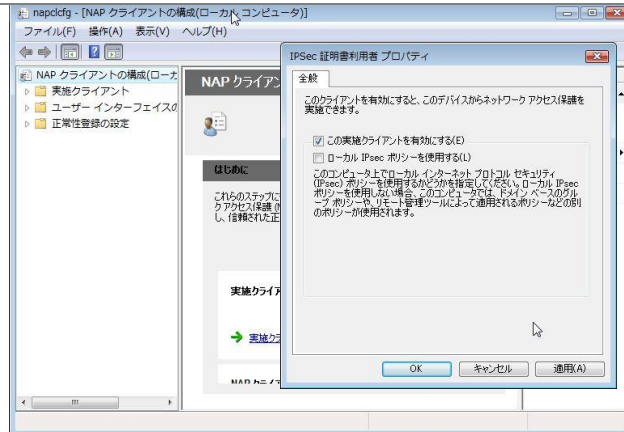 napclcfg - [NAP クライアントの構成(ローカル コンピュータ)]
ファイル(F) 操作(A) 表示(V) ヘルプ(H)
NAP クライアントの構成(ローカ
実施クライアント
ユーザー インターフェイスの
正常性登録の設定
NAP クライアン
はじめに
これらのステップに
クアクセス保護 (N
し、信頼された正
実施クライア
実施クラ
NAP クライア
IPSec 証明書利用者 プロパティ
全般
このクライアントを有効にすると、このデバイスからネットワーク アクセス保護を
実施できます。
この実施クライアントを有効にする(E)
ローカル IPsec ポリシーを使用する(L)
このコンピュータ上でローカル インターネット プロトコル セキュリティ
(IPsec) ポリシーを使用するかどうかを指定してください。ローカル IPsec
ポリシーを使用しない場合、このコンピュータでは、ドメイン ベースのグル
ープ ポリシーや、リモート管理ツールによって適用されるポリシーなどの別
のポリシーが使用されます。
OK キャンセル 適用(A)